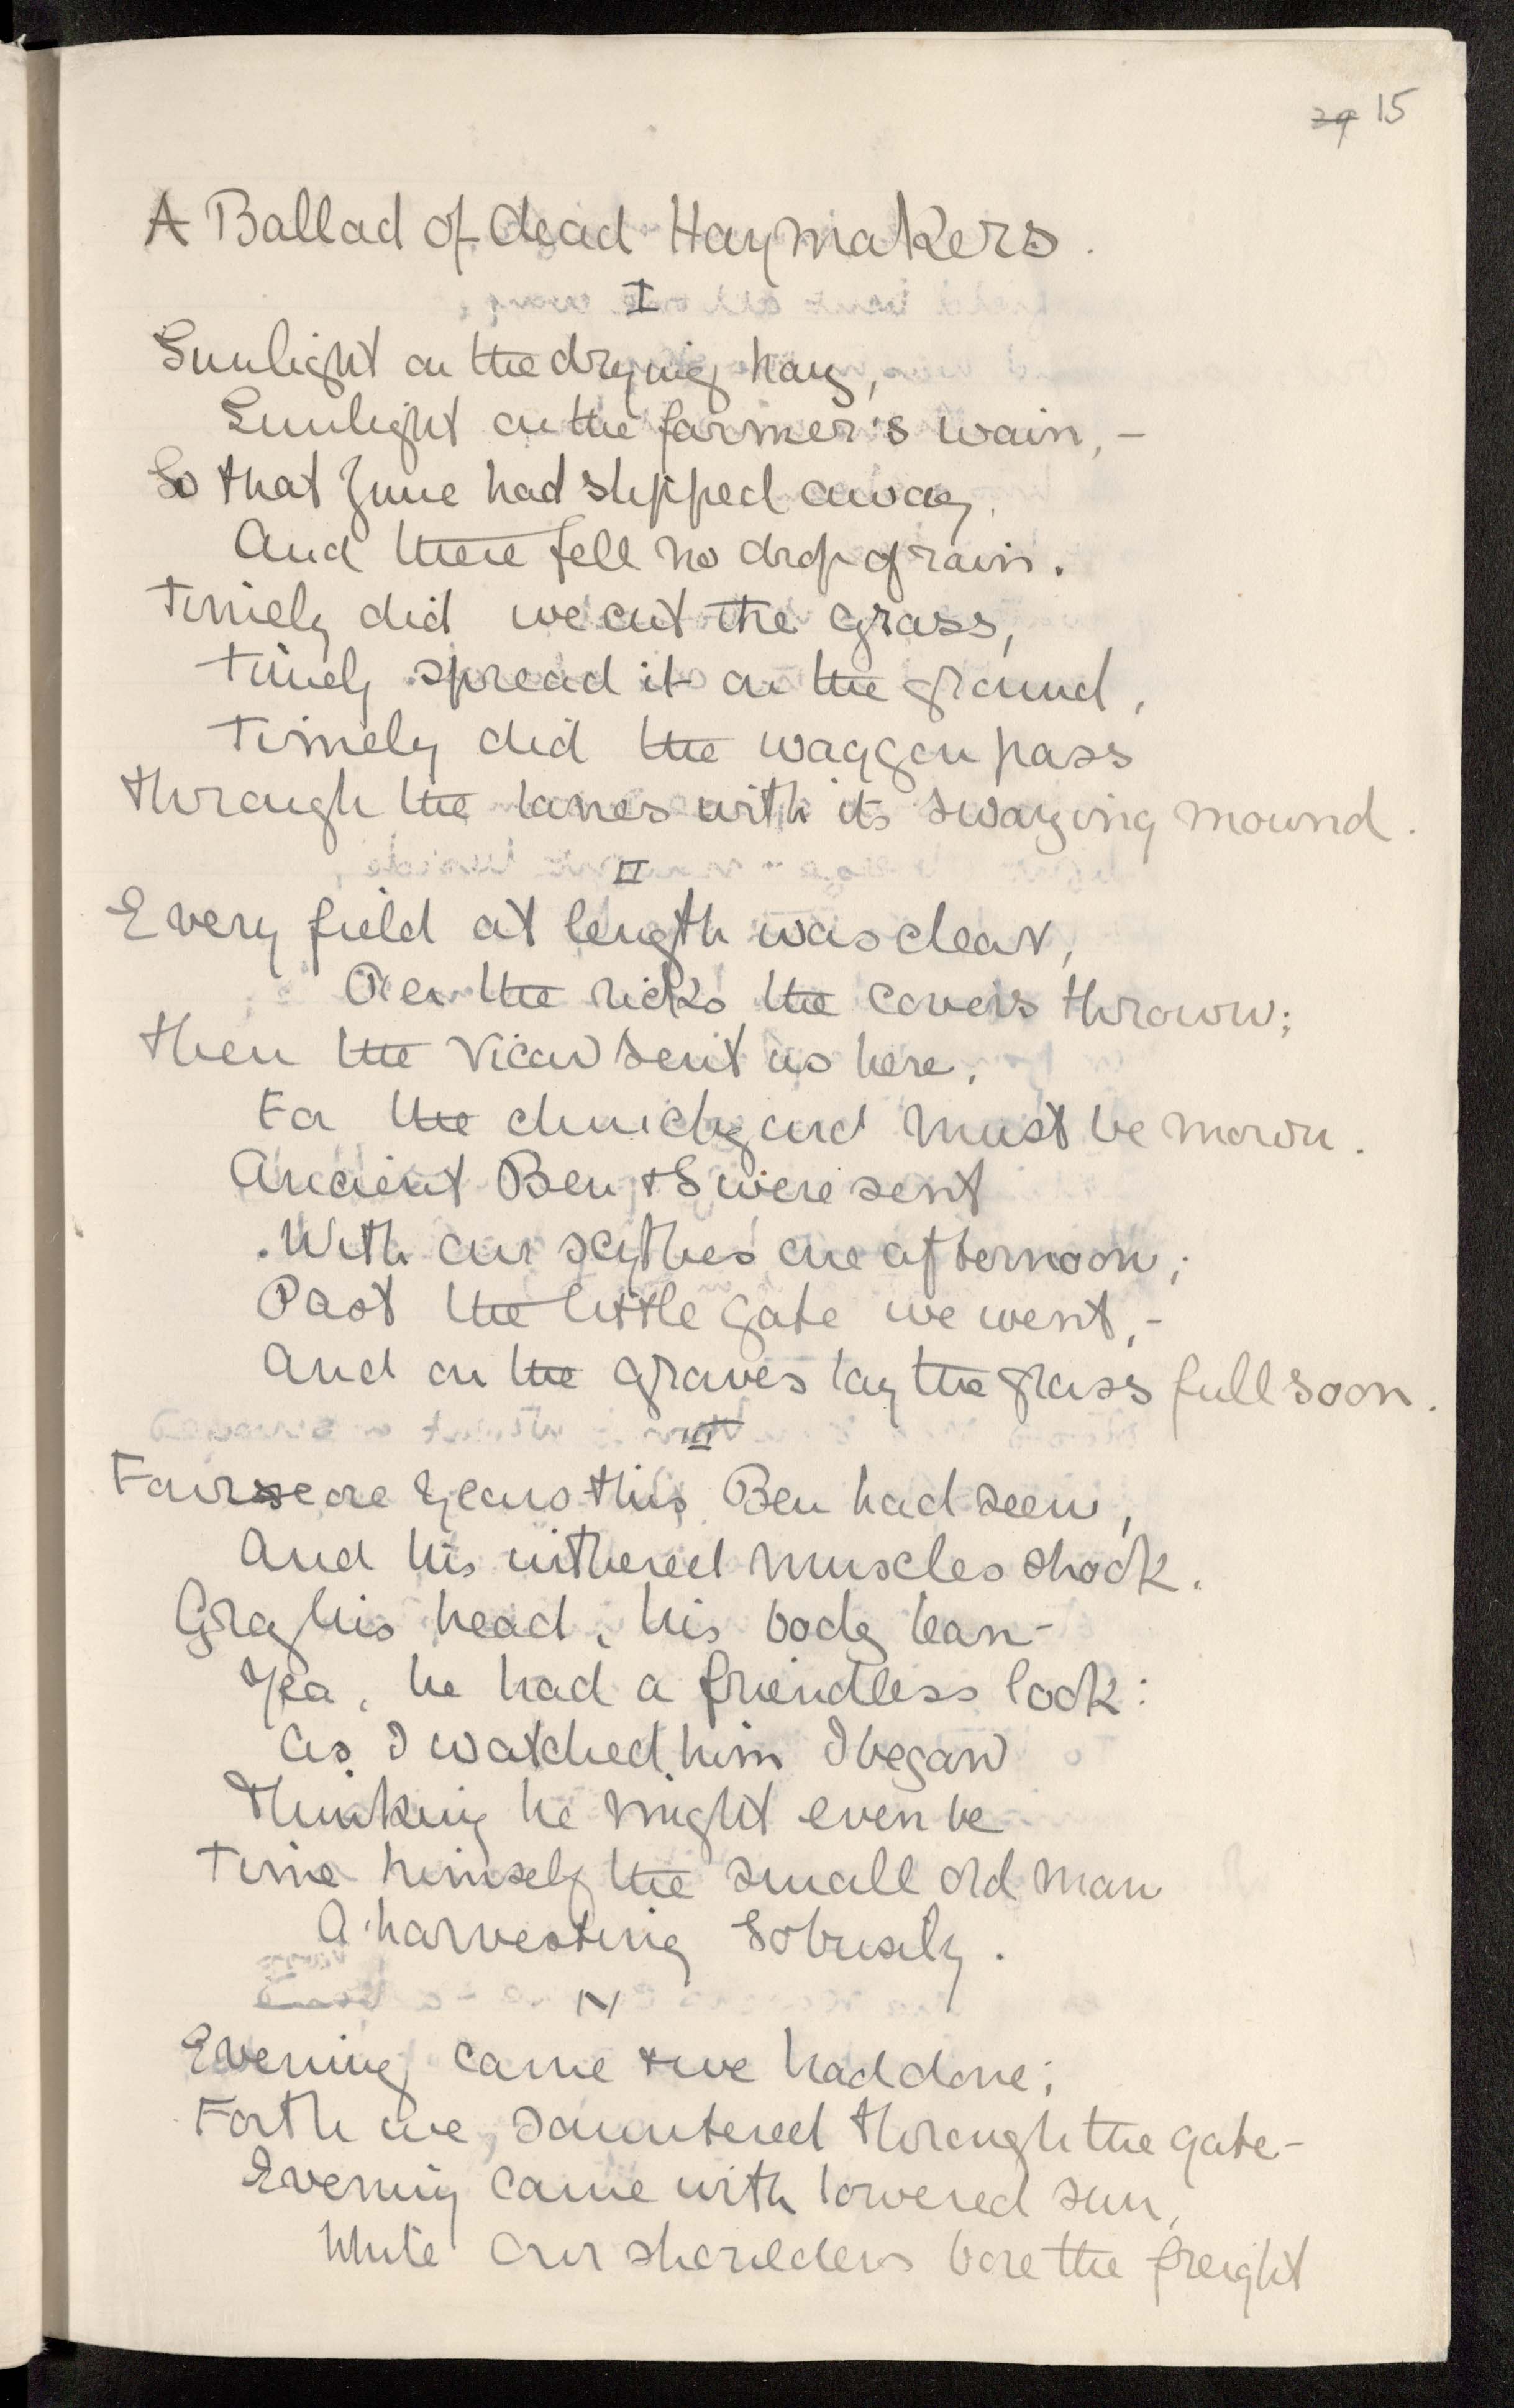 29 15
A Ballad of dead Haymakers.
I
Sunlight on the drying hay,
Sunlight on the farmer's wain, -
So that June had slipped away,
And there fell no drop of rain.
Timely did we cut the grass,
Timely spread it on the ground,
Timely did the waggon pass
Through the lanes with its swaying mound.
II
Every field at length was clear,
O'er the ricks the covers thrown;
Then the Vicar sent us here,
For the churchyard must be mown.
Ancient Ben & I were sent
With our scythes one afternoon;
Past the little gate we went, -
And on the graves lay the grass full soon.
III
Fourscore years this Ben had seen,
And his withered muscles shook.
Gray his head, his body lean -
Yea, he had a friendless look:
As I watched him I began
Thinking he might even be
Time himself the small old man
A'harvesting so busily.
IV
Evening came & we had done;
Forth we sauntered through the gate -
Evening came with lowered sun,
While our shoulders bore the freight